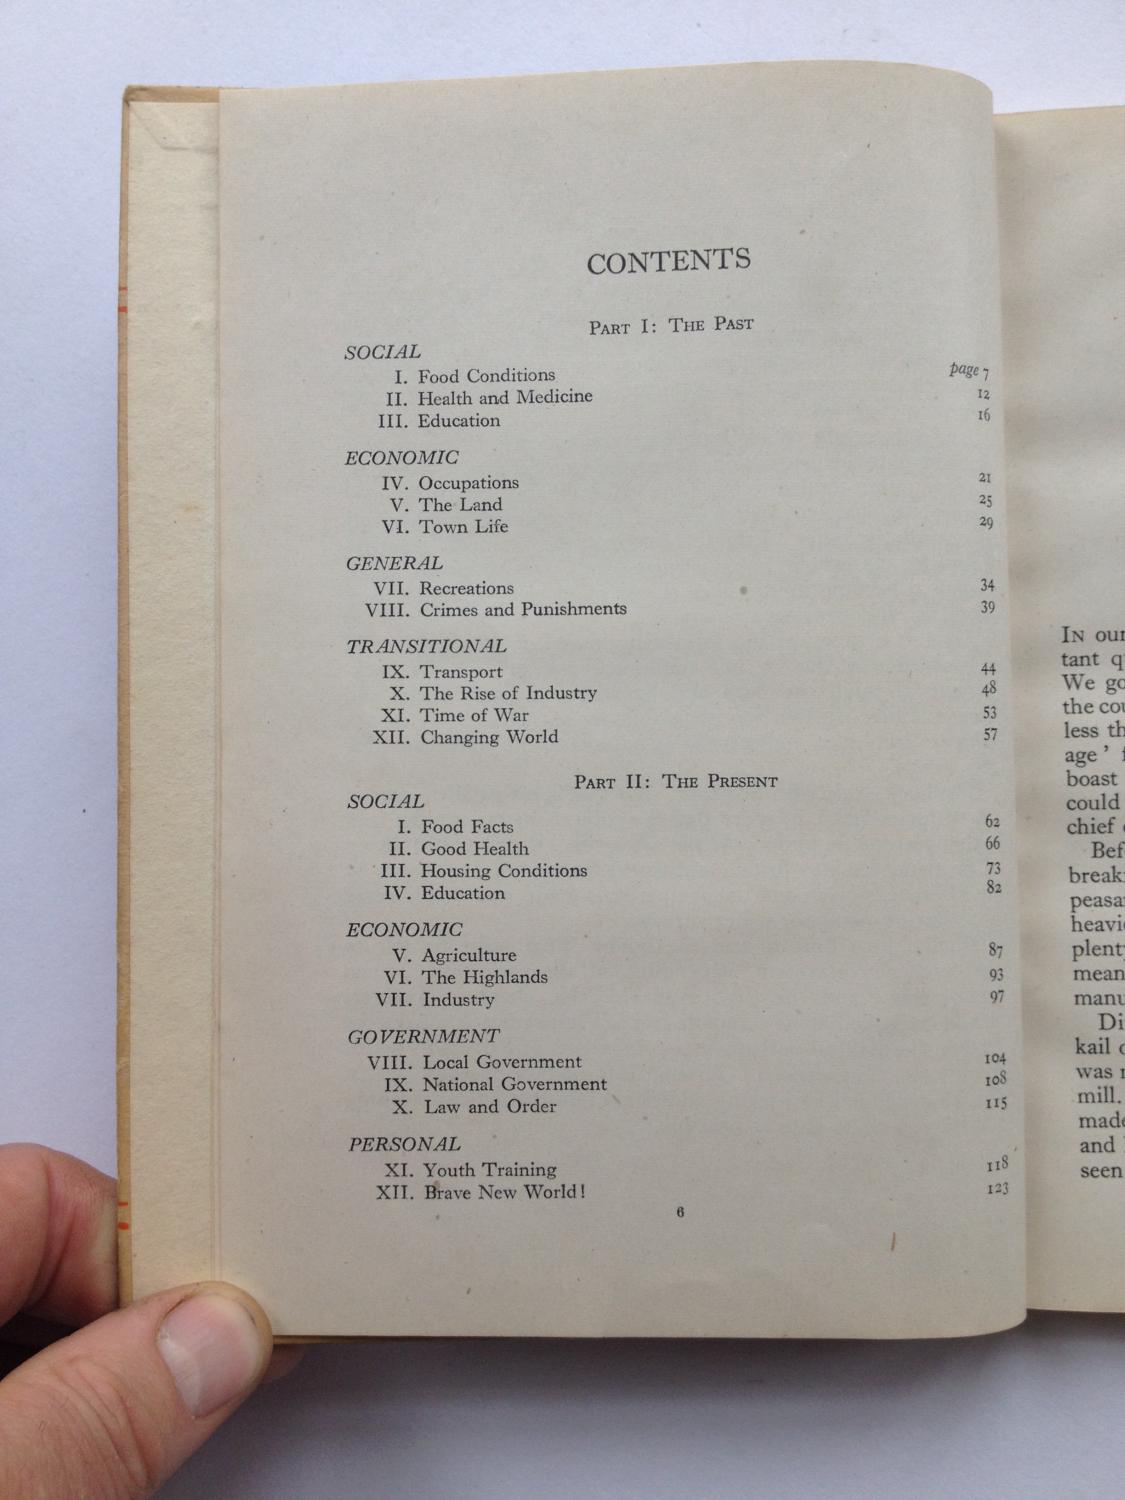 CONTENTS
PART I: THE PAST
SOCIAL
I. Food Conditions page 7
II. Health and Medicine 12
III. Education 16
ECONOMIC
IV. Occupations 21
V. The Land 25
VI. Town Life 29
GENERAL
VII. Recreations 34
VIII. Crimes and Punishments 39
TRANSITIONAL
IX. Transport 44
X. The Rise of Industry 48
XI. Time of War 53
XII. Changing World 57
PART II: THE PRESENT
SOCIAL
I. Food Facts 62
II. Good Health 66
III. Housing Conditions 73
IV. Education 82
ECONOMIC
V. Agriculture 87
VI. The Highlands 93
VII. Industry 97
GOVERNMENT
VIII. Local Government 104
IX. National Government 108
X. Law and Order 115
PERSONAL
XI. Youth Training 118
XII. Brave New World! 123
6
IN our
tant
We go
the
less
age '
boast
could
chief
Bef
break
peasa
heavi
plent
mean
manu
Di
kail
was
mill.
made
and
seen